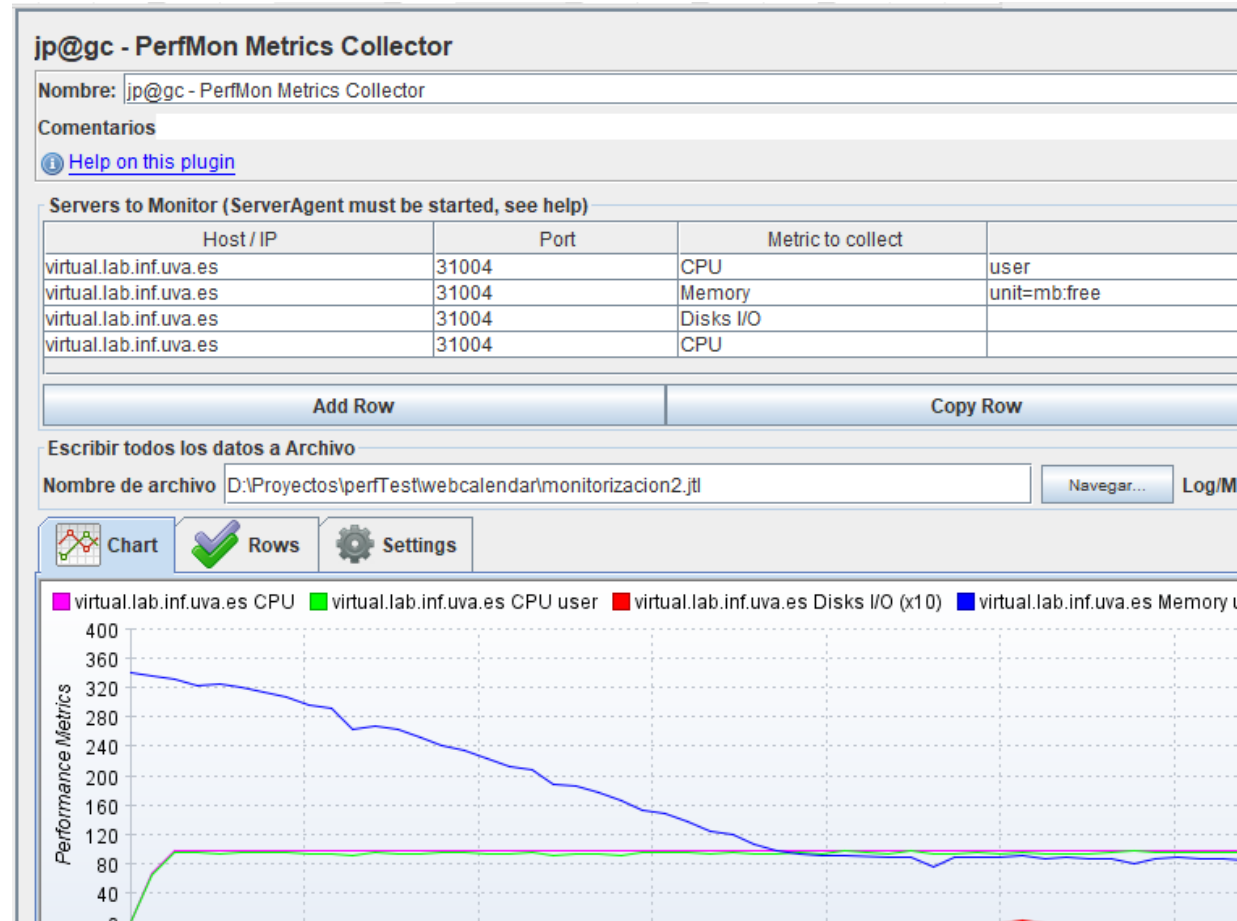 jp@gc - PerfMon Metrics Collector
Nombre: jp@gc - PerfMon Metrics Collector
Comentarios
Help on this plugin
Servers to Monitor (ServerAgent must be started, see help)
Host / IP Port Metric to collect
virtual.lab.inf.uva.es 31004 CPU user
virtual.lab.inf.uva.es 31004 Memory unit=mb:free
virtual.lab.inf.uva.es 31004 Disks I/O
virtual.lab.inf.uva.es 31004 CPU
Add Row Copy Row
Escribir todos los datos a Archivo
Nombre de archivo D:\Proyectos\perfTest\webcalendar\monitorizacion2.jtl Navegar... Log/M
Chart Rows Settings
virtual.lab.inf.uva.es CPU virtual.lab.inf.uva.es CPU user virtual.lab.inf.uva.es Disks I/O (x10) virtual.lab.inf.uva.es Memory
Performance Metrics
400
360
320
280
240
200
160
120
80
40